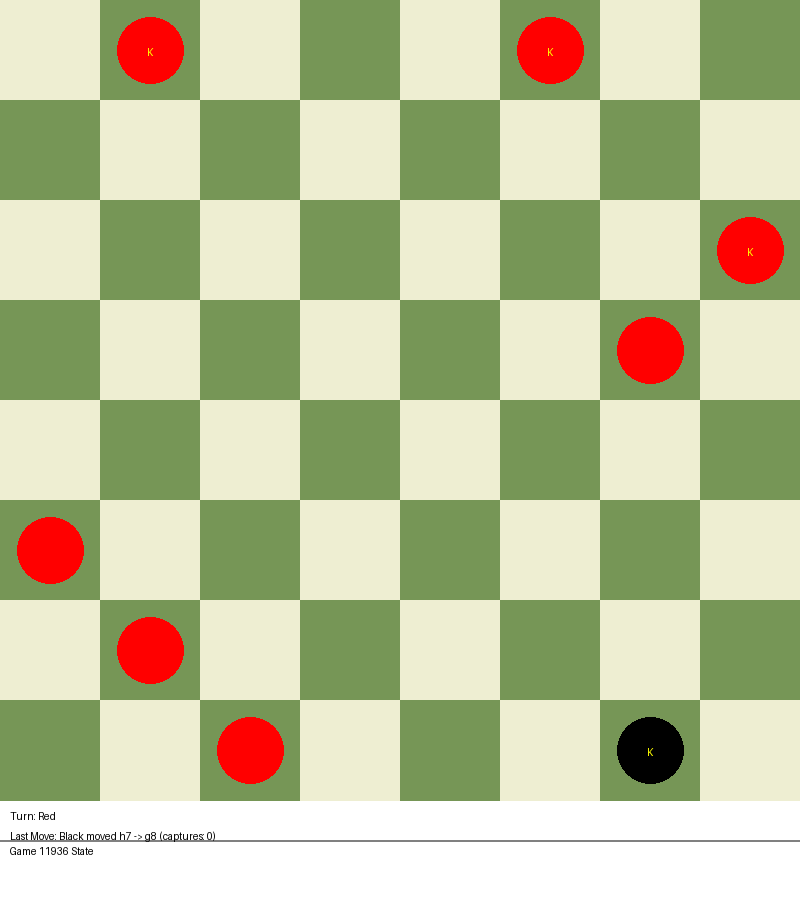 K K
K
K
Turn: Red
Last Move: Black moved h7 -> g8 (captures: 0)
Game 11936 State